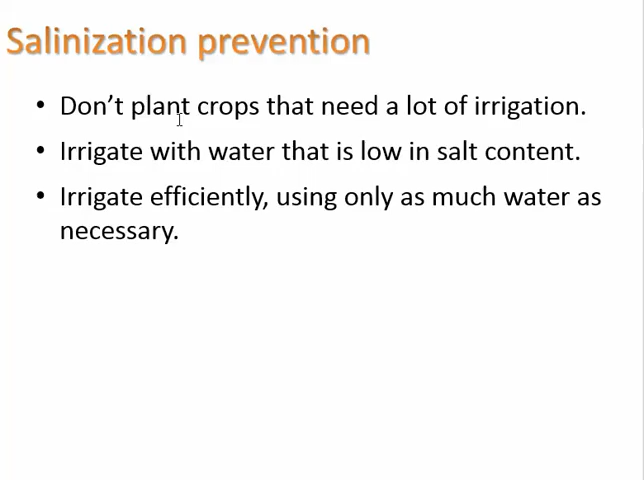 Salinization prevention
• Don’t plant crops that need a lot of irrigation.
• Irrigate with water that is low in salt content.
• Irrigate efficiently, using only as much water as
necessary.